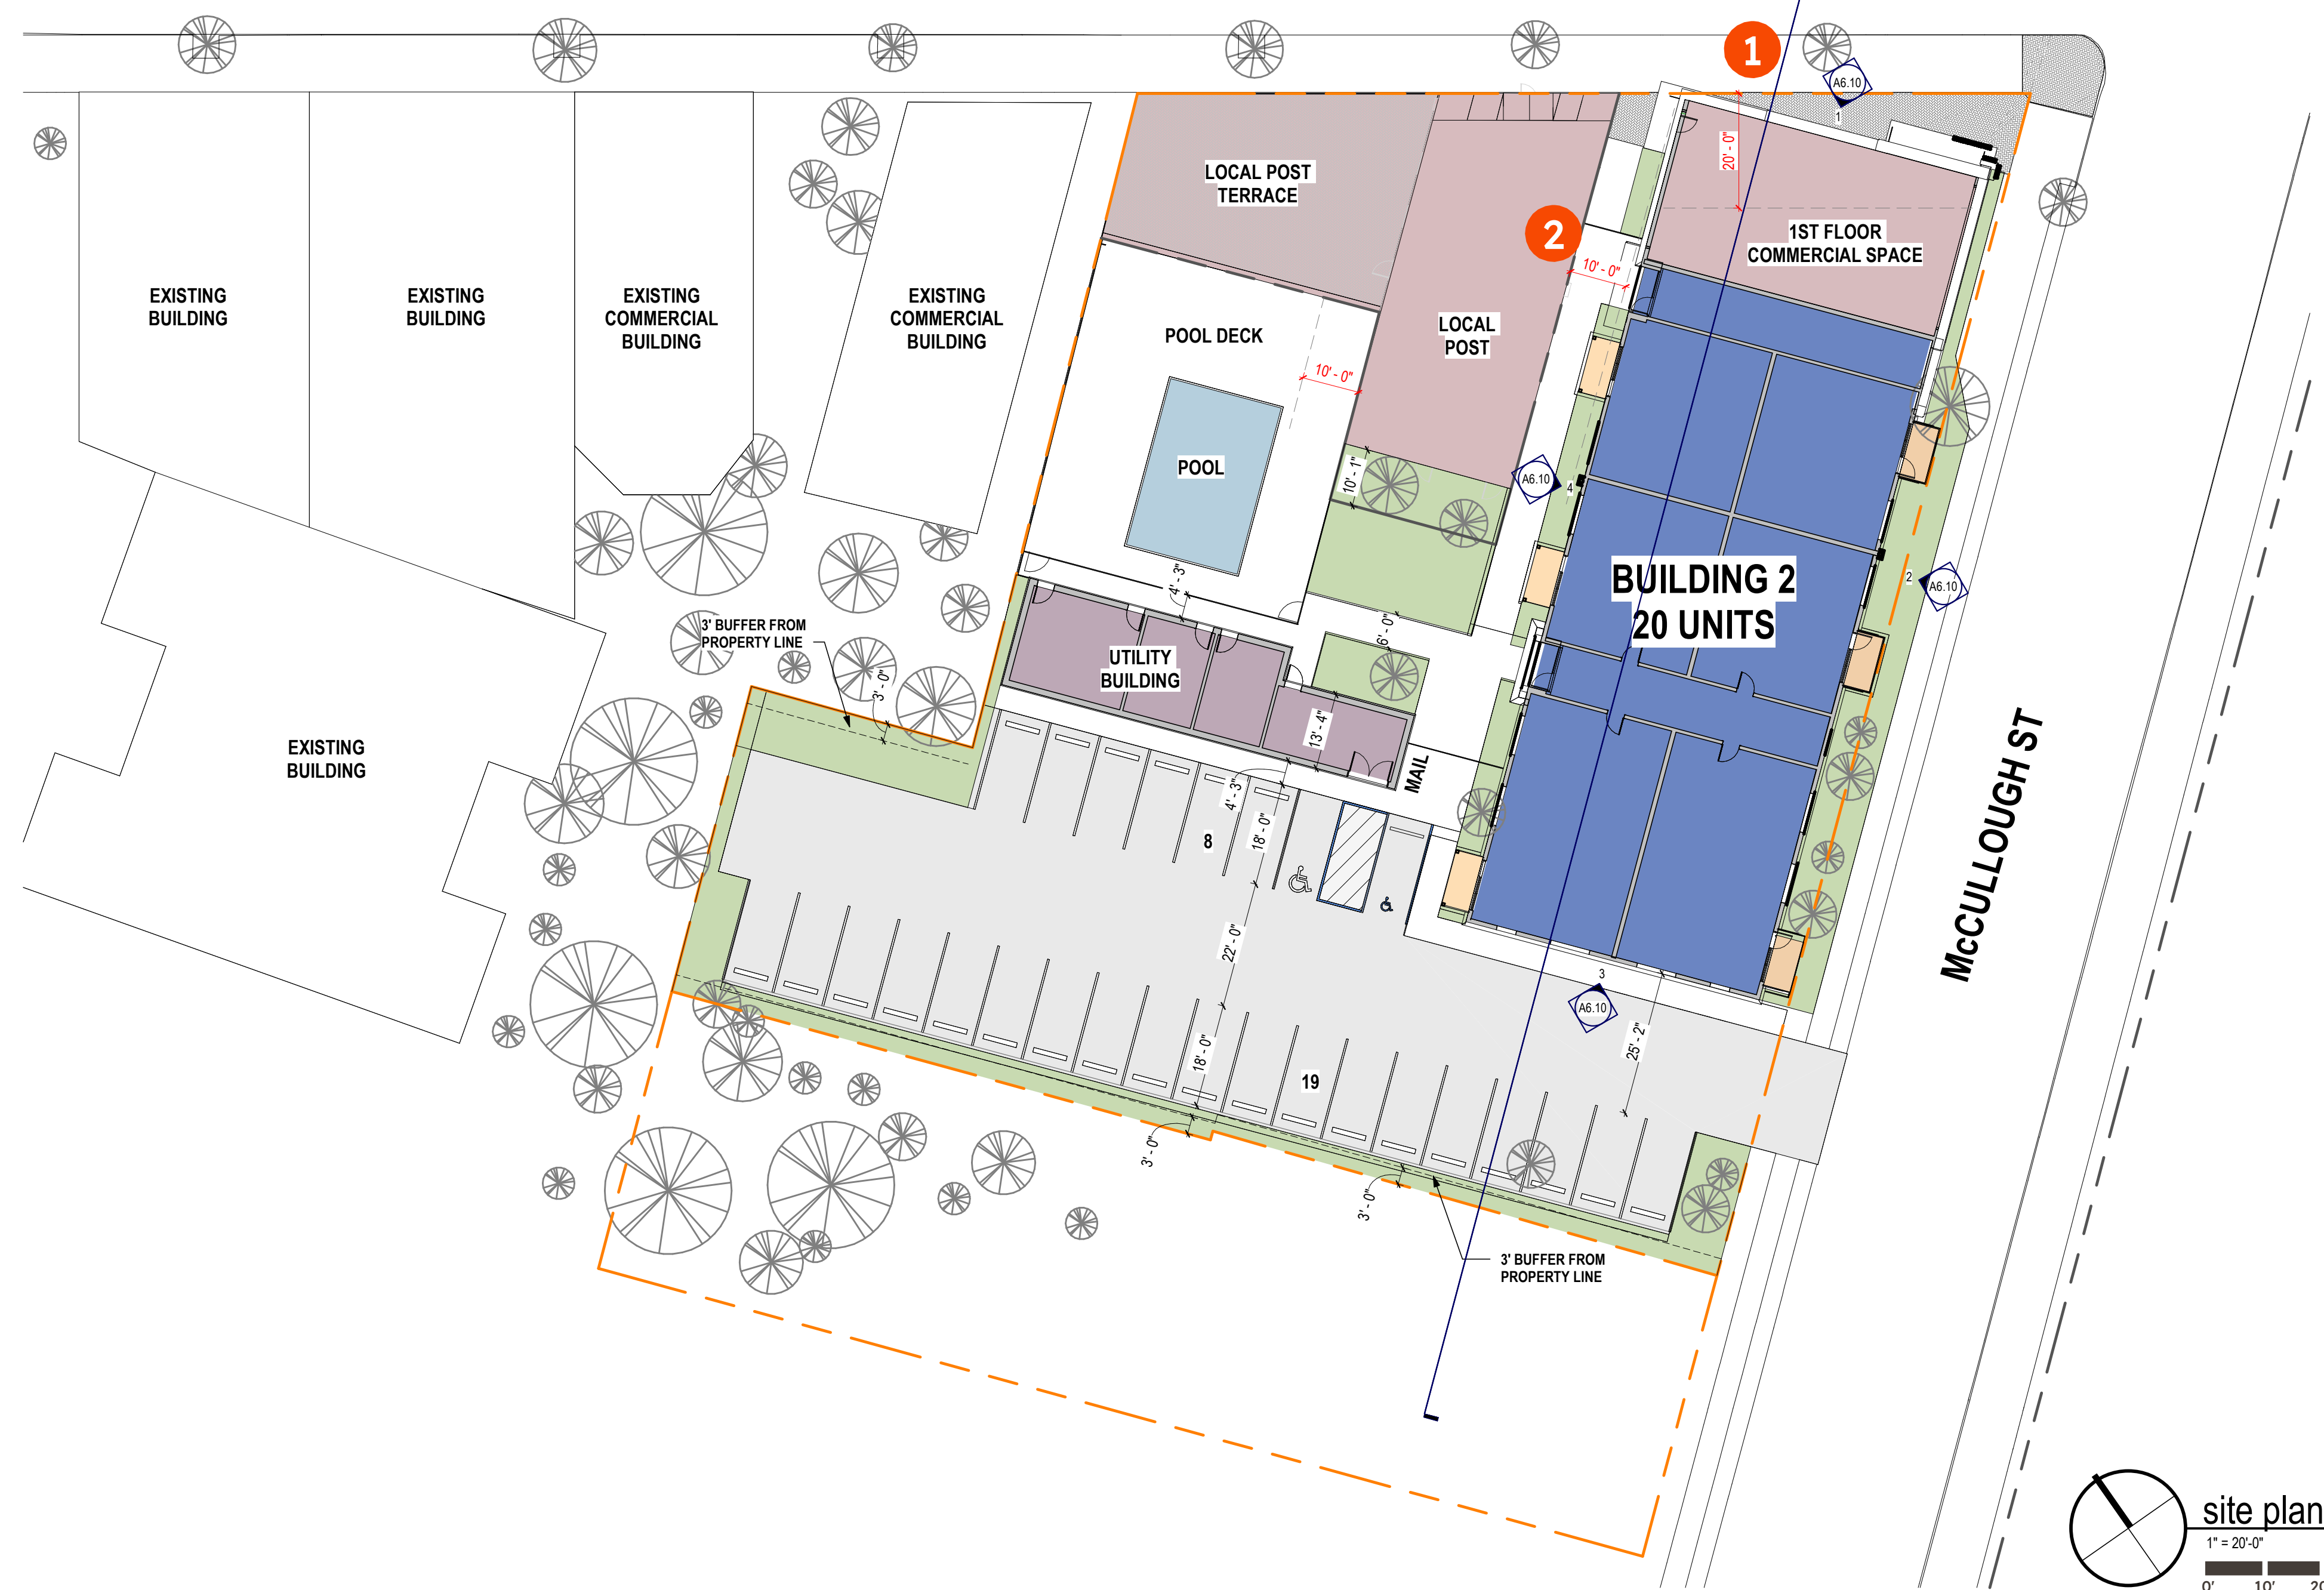 1
A6.10
1
20' - 0"
LOCAL POST
TERRACE
2
1ST FLOOR
COMMERCIAL SPACE
10' - 0"
EXISTING
BUILDING
EXISTING
BUILDING
EXISTING
COMMERCIAL
BUILDING
EXISTING
COMMERCIAL
BUILDING
POOL DECK
LOCAL
POST
10' - 0"
POOL
10' - 1"
A6.10
4
BUILDING 2
20 UNITS
2
A6.10
4' - 3"
3' BUFFER FROM
PROPERTY LINE
6' - 0"
UTILITY
BUILDING
3' - 0"
13' - 4"
MAIL
EXISTING
BUILDING
4' - 3"
8
18' - 0"
McCULLOUGH ST
22' - 0"
3
A6.10
25' - 2"
18' - 0"
19
3' - 0"
3' - 0"
3' BUFFER FROM
PROPERTY LINE
site plan
1" = 20'-0"
0' 10' 20